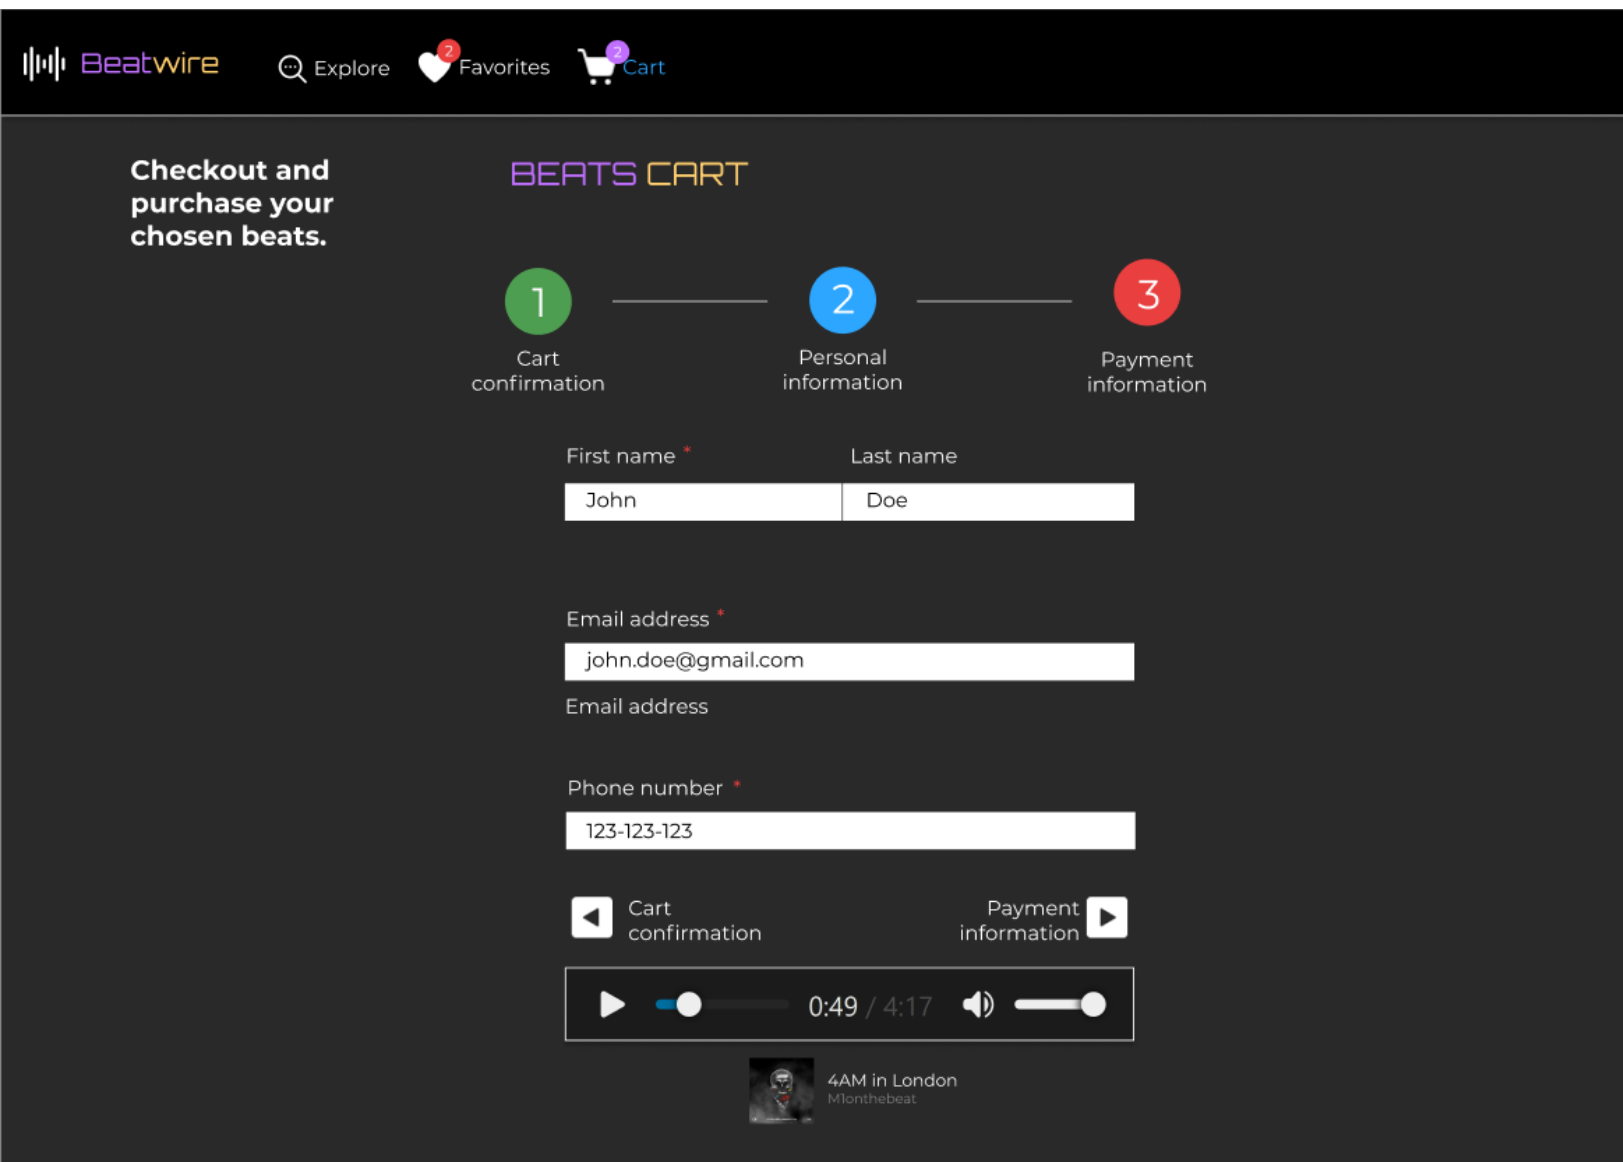 Beatwire
Explore
2
Favorites
2
Cart
Checkout and
purchase your
chosen beats.
BEATS CART
1
2
3
Cart
confirmation
Personal
information
Payment
information
First name *
Last name
John
Doe
Email address *
john.doe@gmail.com
Email address
Phone number *
123-123-123
Cart
confirmation
Payment
information
0:49 / 4:17
4AM in London
M1onthebeat